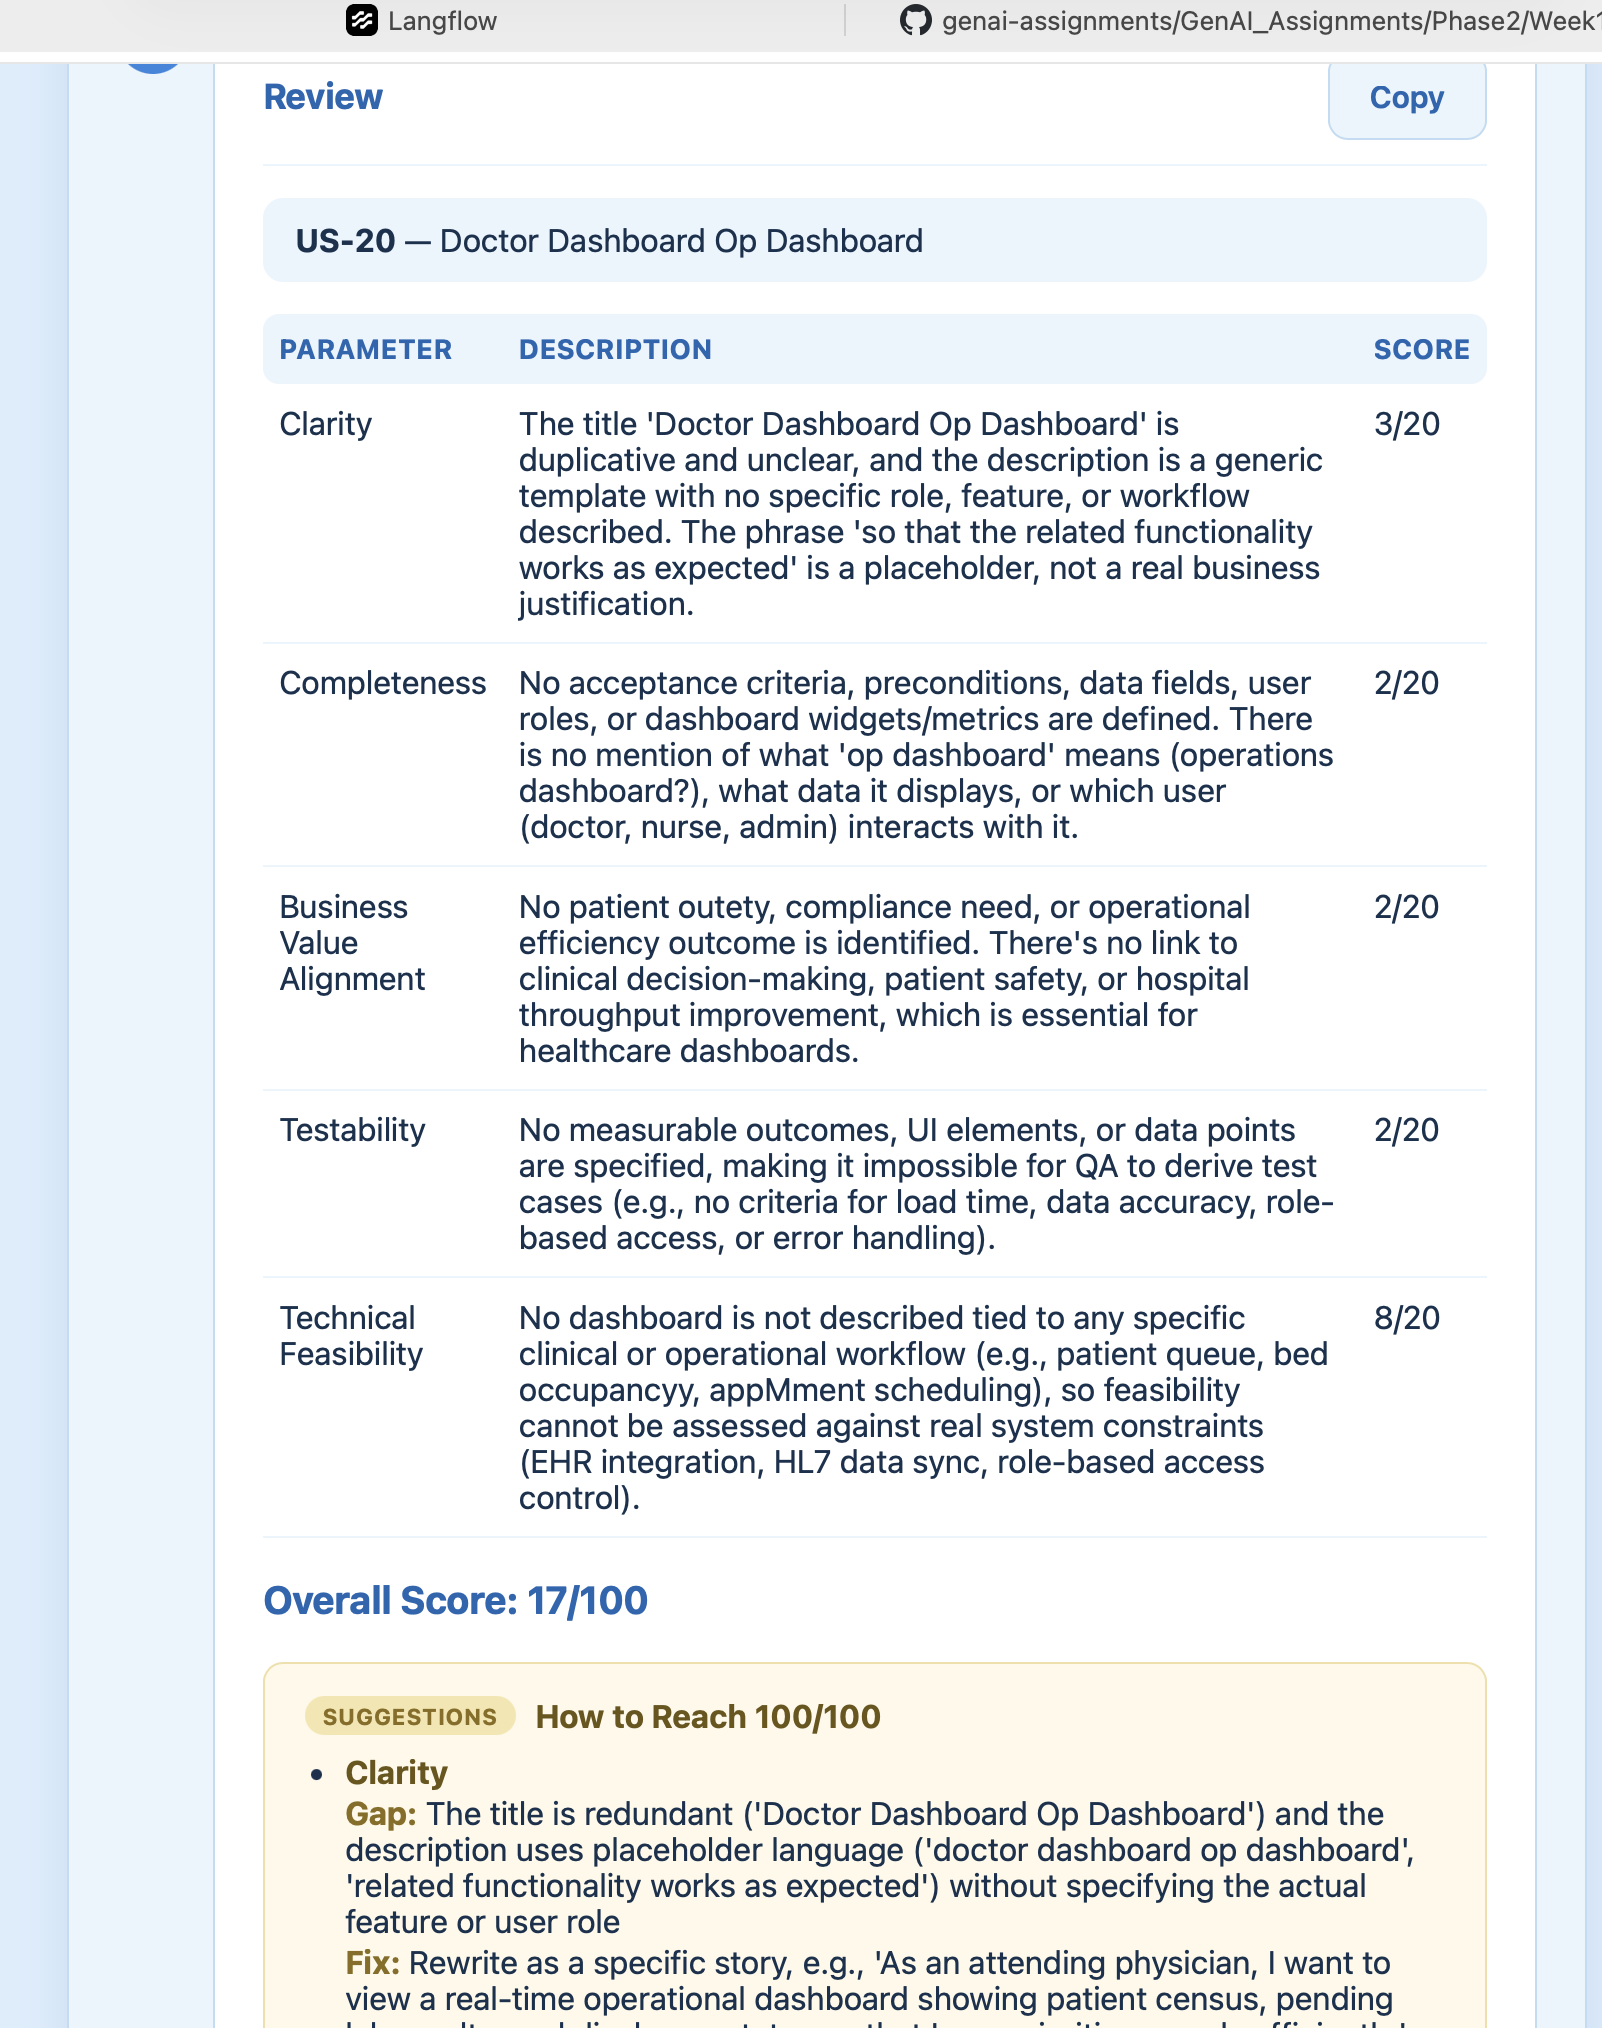 Langflow
genai-assignments/GenAI_Assignments/Phase2/Week1
Review
Copy
US-20 — Doctor Dashboard Op Dashboard
PARAMETER DESCRIPTION SCORE
Clarity The title 'Doctor Dashboard Op Dashboard' is 3/20
duplicative and unclear, and the description is a generic
template with no specific role, feature, or workflow
described. The phrase 'so that the related functionality
works as expected' is a placeholder, not a real business
justification.
Completeness No acceptance criteria, preconditions, data fields, user 2/20
roles, or dashboard widgets/metrics are defined. There
is no mention of what 'op dashboard' means (operations
dashboard?), what data it displays, or which user
(doctor, nurse, admin) interacts with it.
Business No patient outety, compliance need, or operational 2/20
Value efficiency outcome is identified. There's no link to
Alignment clinical decision-making, patient safety, or hospital
throughput improvement, which is essential for
healthcare dashboards.
Testability No measurable outcomes, UI elements, or data points 2/20
are specified, making it impossible for QA to derive test
cases (e.g., no criteria for load time, data accuracy, role-
based access, or error handling).
Technical No dashboard is not described tied to any specific 8/20
Feasibility clinical or operational workflow (e.g., patient queue, bed
occupancyy, appMment scheduling), so feasibility
cannot be assessed against real system constraints
(EHR integration, HL7 data sync, role-based access
control).
Overall Score: 17/100
SUGGESTIONS How to Reach 100/100
• Clarity
Gap: The title is redundant ('Doctor Dashboard Op Dashboard') and the
description uses placeholder language ('doctor dashboard op dashboard',
'related functionality works as expected') without specifying the actual
feature or user role
Fix: Rewrite as a specific story, e.g., 'As an attending physician, I want to
view a real-time operational dashboard showing patient census, pending